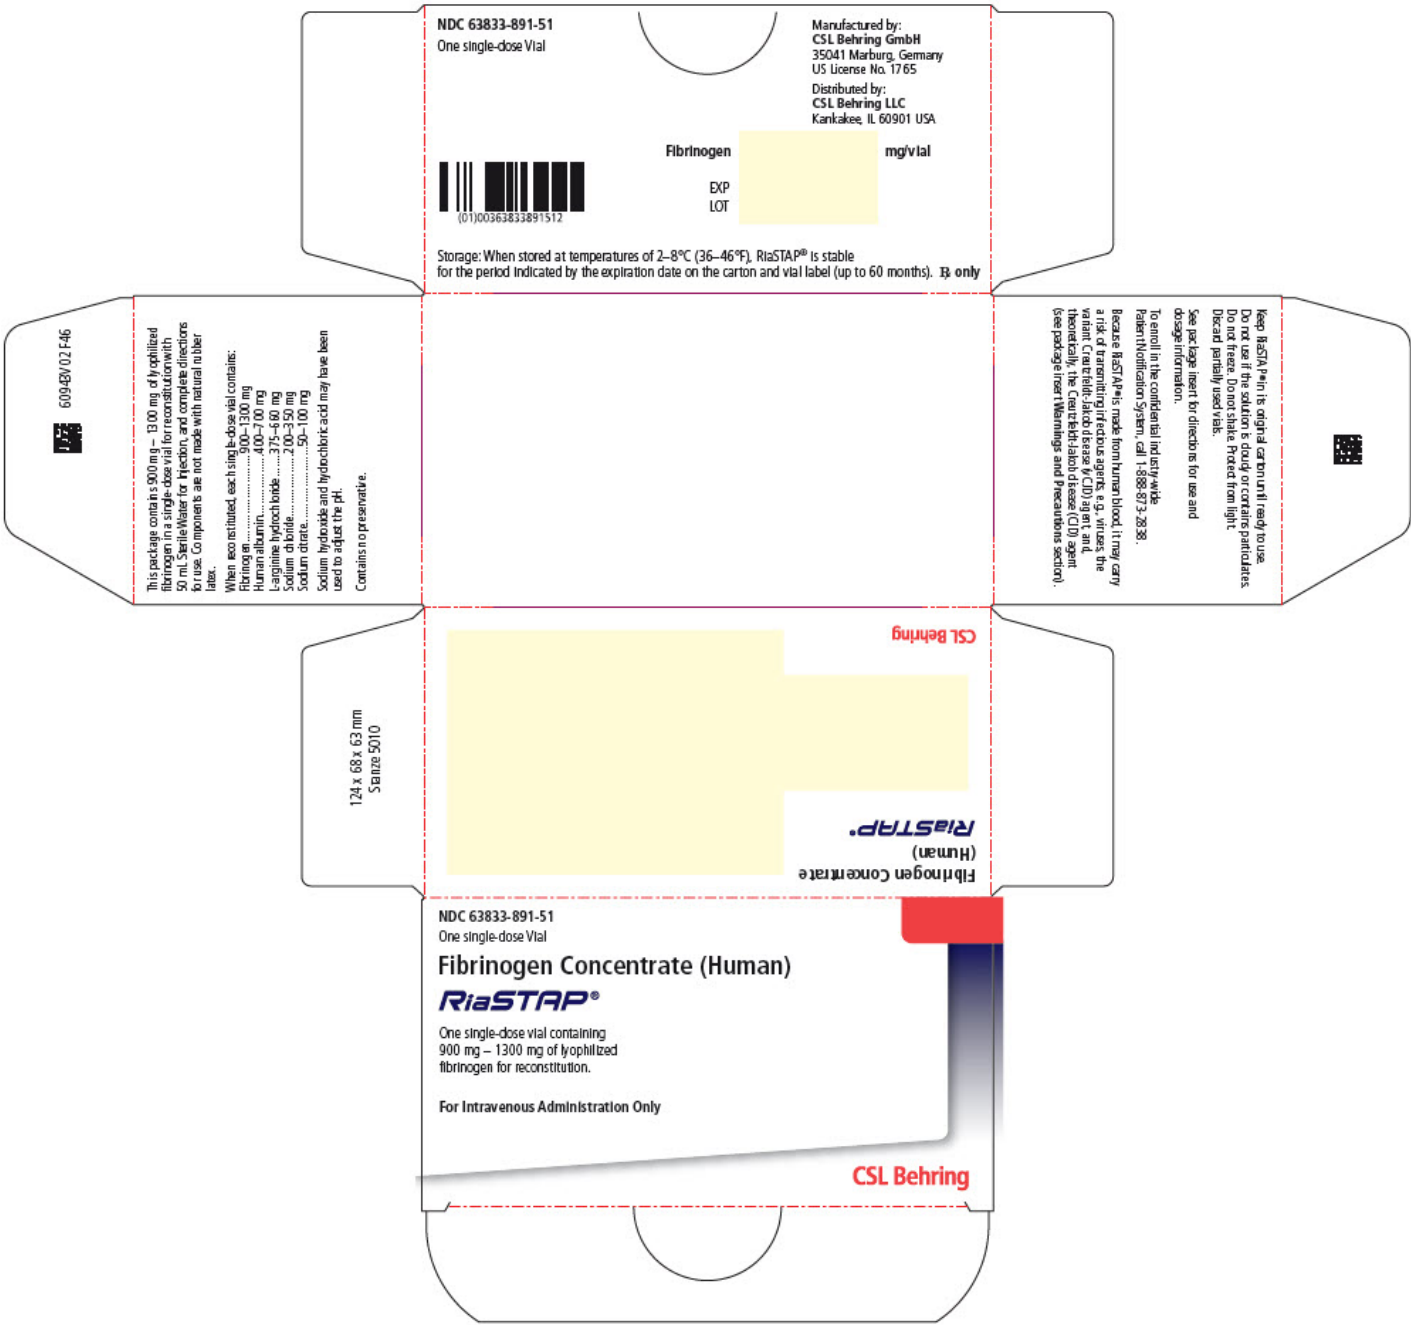 NDC 63833-891-51
One single-dose Vial
Manufactured by:
CSL Behring GmbH
35041 Marburg, Germany
US License No. 1765
Distributed by:
CSL Behring LLC
Kankakee, IL 60901 USA
Fibrinogen mg/vial
EXP
LOT
(01)00363833891512
Storage: When stored at temperatures of 2–8°C (36–46°F), RiaSTAP® is stable
for the period indicated by the expiration date on the carton and vial label (up to 60 months). ℞ only
60943V 02 F46
This package contains 900 mg – 1300 mg of lyophilized
fibrinogen in a single-dose vial for reconstitution with
50 mL Sterile Water for Injection, and complete directions
for use. Components are not made with natural rubber
latex.
When reconstituted, each single-dose vial contains:
Fibrinogen........................900–1300 mg
Human albumin................400–700 mg
L-arginine hydrochloride......375–660 mg
Sodium chloride................200–350 mg
Sodium citrate....................50–100 mg
Sodium hydroxide and hydrochloric acid may have been
used to adjust the pH.
Contains no preservative.
Keep RiaSTAP® in its original carton until ready to use.
Do not use if the solution is cloudy or contains particulates.
Do not freeze. Do not shake. Protect from light.
Discard partially used vials.
See package insert for directions for use and
dosage information.
To enroll in the confidential industry-wide
Patient Notification System, call 1-888-873-2838.
Because RiaSTAP® is made from human blood, it may carry
a risk of transmitting infectious agents, e.g., viruses, the
variant Creutzfeldt-Jakob disease (vCJD) agent, and,
theoretically, the Creutzfeldt-Jakob disease (CJD) agent
(see package insert Warnings and Precautions section).
124 x 68 x 63 mm
Stanze 5010
Fibrinogen Concentrate
(Human)
RiaSTAP®
CSL Behring
NDC 63833-891-51
One single-dose Vial
Fibrinogen Concentrate (Human)
RiaSTAP®
One single-dose vial containing
900 mg – 1300 mg of lyophilized
fibrinogen for reconstitution.
For Intravenous Administration Only
CSL Behring